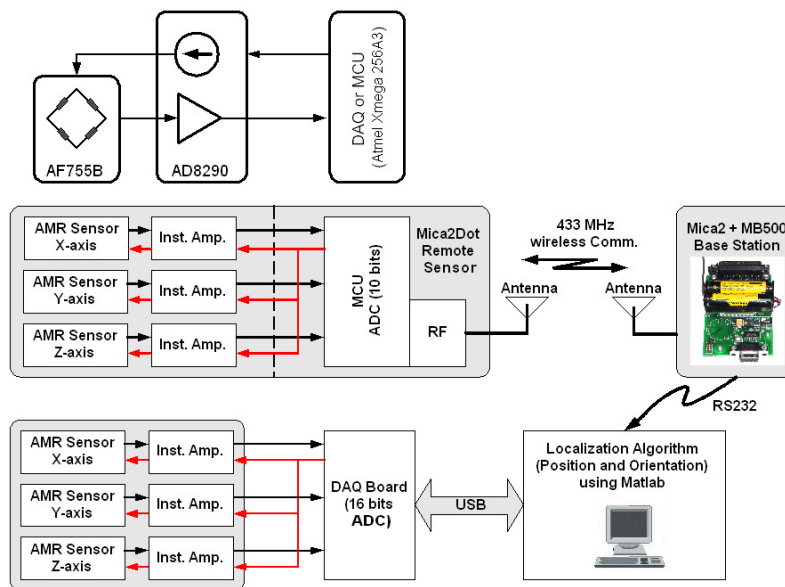 AF755B
AD8290
DAQ or MCU
(Atmel Xmega 256A3)
AMR Sensor
X-axis
Inst. Amp.
AMR Sensor
Y-axis
Inst. Amp.
AMR Sensor
Z-axis
Inst. Amp.
MCU
ADC (10 bits)
Mica2Dot
Remote
Sensor
RF
433 MHz
wireless Comm.
Antenna
Antenna
Mica2 + MB500
Base Station
RS232
AMR Sensor
X-axis
Inst. Amp.
AMR Sensor
Y-axis
Inst. Amp.
AMR Sensor
Z-axis
Inst. Amp.
DAQ Board
(16 bits
ADC)
USB
Localization Algorithm
(Position and Orientation)
using Matlab